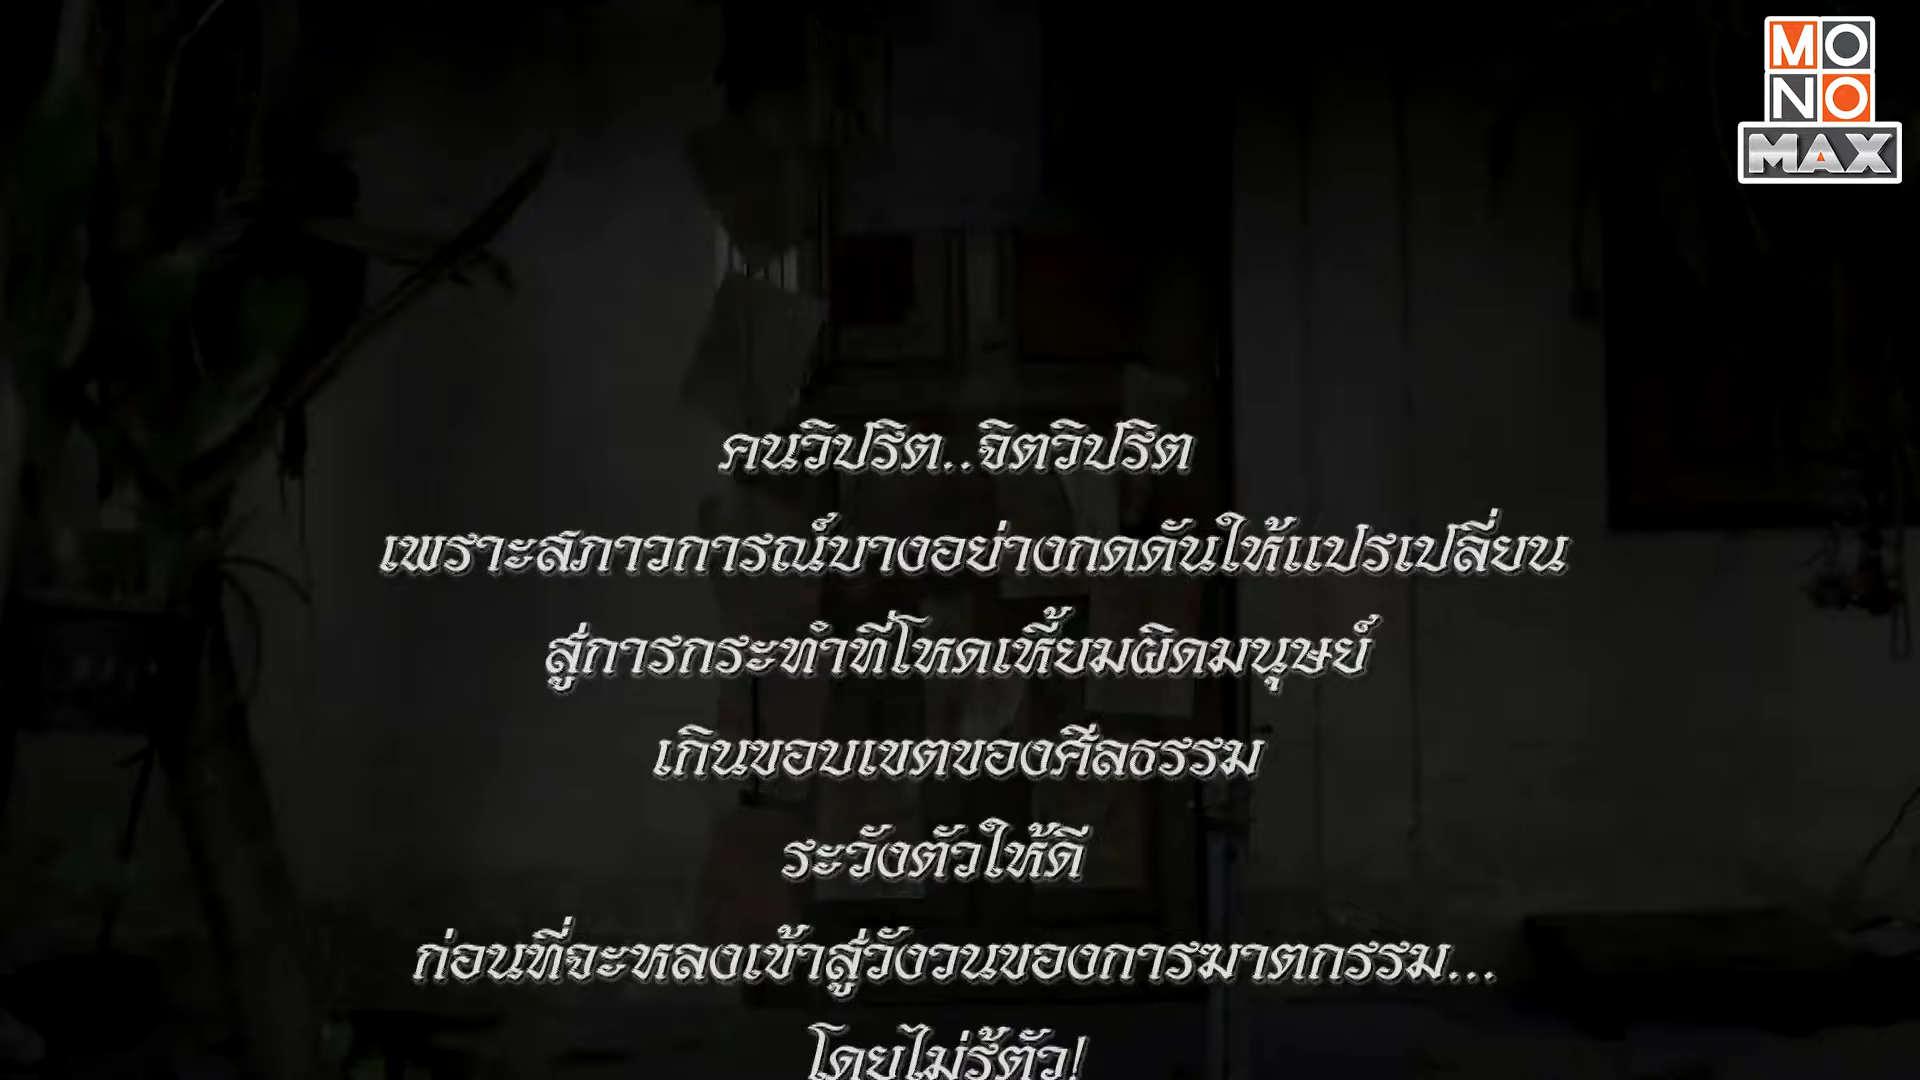 MONO
MAX
คนวิปริต..จิตวิปริต
เพราะสภาวการณ์บางอย่างกดดันให้แปรเปลี่ยน
สู่การกระทำที่โหดเหี้ยมผิดมนุษย์
เกินขอบเขตของศีลธรรม
ระวังตัวให้ดี
ก่อนที่จะหลงเข้าสู่วังวนของการฆาตกรรม...
โดยไม่รู้ตัว!